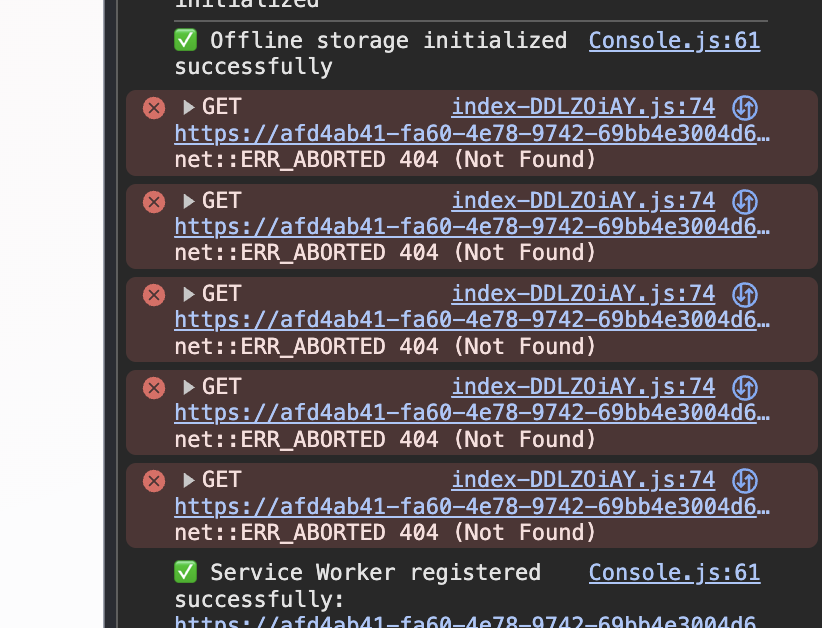 initialized
✅ Offline storage initialized Console.js:61
successfully
▶GET index-DDLZOiAY.js:74
https://afd4ab41-fa60-4e78-9742-69bb4e3004d6…
net::ERR_ABORTED 404 (Not Found)
▶GET index-DDLZOiAY.js:74
https://afd4ab41-fa60-4e78-9742-69bb4e3004d6…
net::ERR_ABORTED 404 (Not Found)
▶GET index-DDLZOiAY.js:74
https://afd4ab41-fa60-4e78-9742-69bb4e3004d6…
net::ERR_ABORTED 404 (Not Found)
▶GET index-DDLZOiAY.js:74
https://afd4ab41-fa60-4e78-9742-69bb4e3004d6…
net::ERR_ABORTED 404 (Not Found)
▶GET index-DDLZOiAY.js:74
https://afd4ab41-fa60-4e78-9742-69bb4e3004d6…
net::ERR_ABORTED 404 (Not Found)
✅ Service Worker registered Console.js:61
successfully:
https://afd4ab41-fa60-4e78-9742-69bb4e3004d6